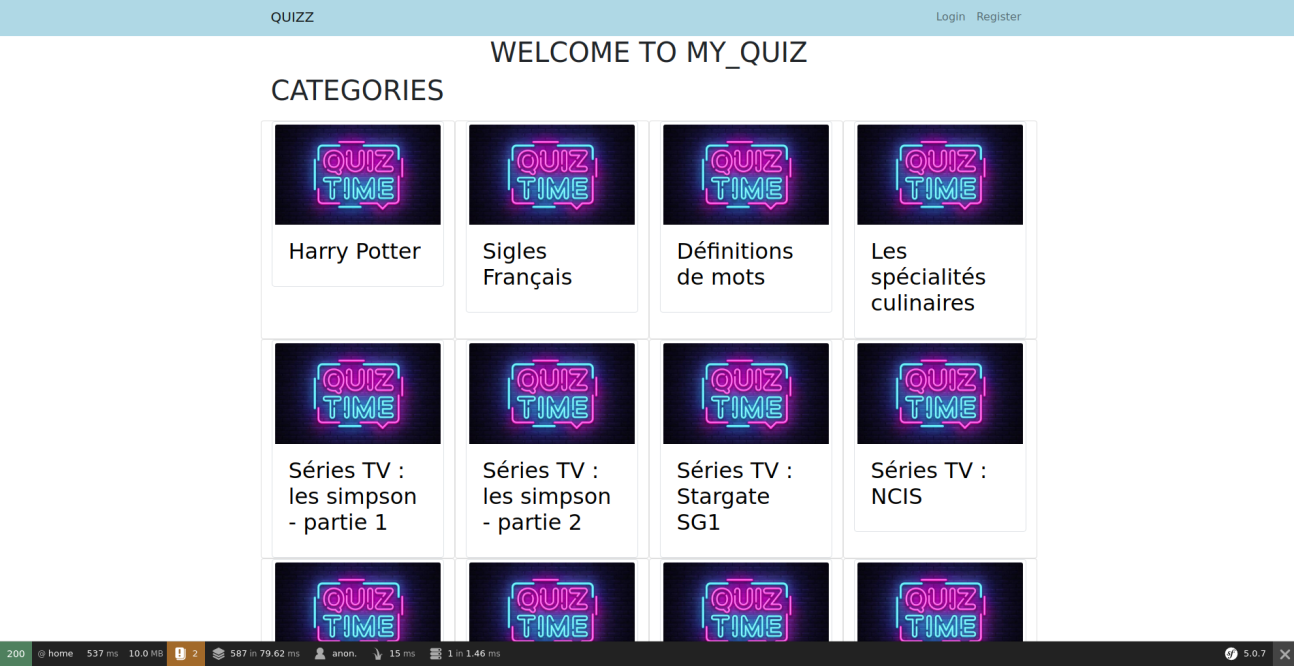 QUIZZ Login Register
WELCOME TO MY_QUIZ
CATEGORIES
QUIZ QUIZ QUIZ QUIZ
TIME TIME TIME TIME
Harry Potter Sigles Définitions Les
Français de mots spécialités
culinaires
QUIZ QUIZ QUIZ QUIZ
TIME TIME TIME TIME
Séries TV : Séries TV : Séries TV : Séries TV :
les simpson les simpson Stargate NCIS
- partie 1 - partie 2 SG1
QUIZ QUIZ QUIZ QUIZ
TIME TIME TIME TIME
200 @ home 537 ms 10.0 MB 2 587 in 79.62 ms anon. 15 ms 1 in 1.46 ms sf 5.0.7